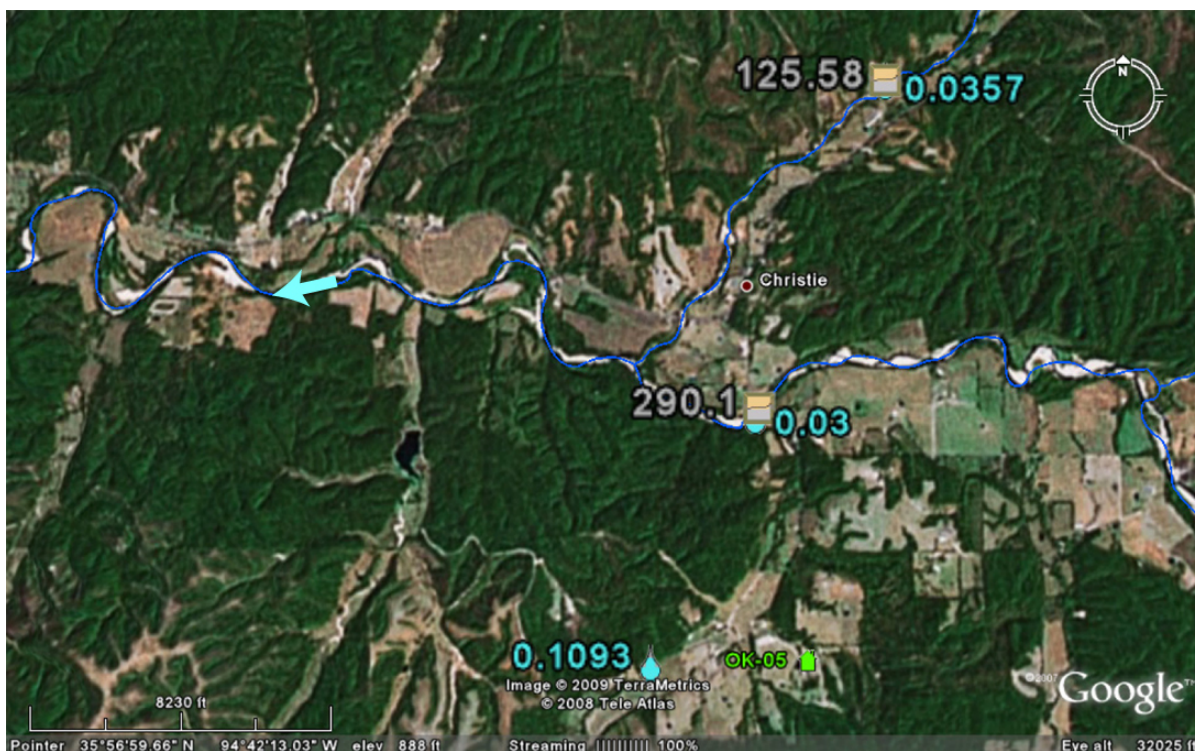 125.58
0.0357
N
Christie
290.1
0.03
0.1093
OK-05
Image © 2009 TerraMetrics
© 2008 Tele Atlas
©2007 Google™
8230 ft
Pointer 35°56'59.66" N 94°42'13.03" W elev 888 ft Streaming |||||||||| 100% Eye alt 32025 ft